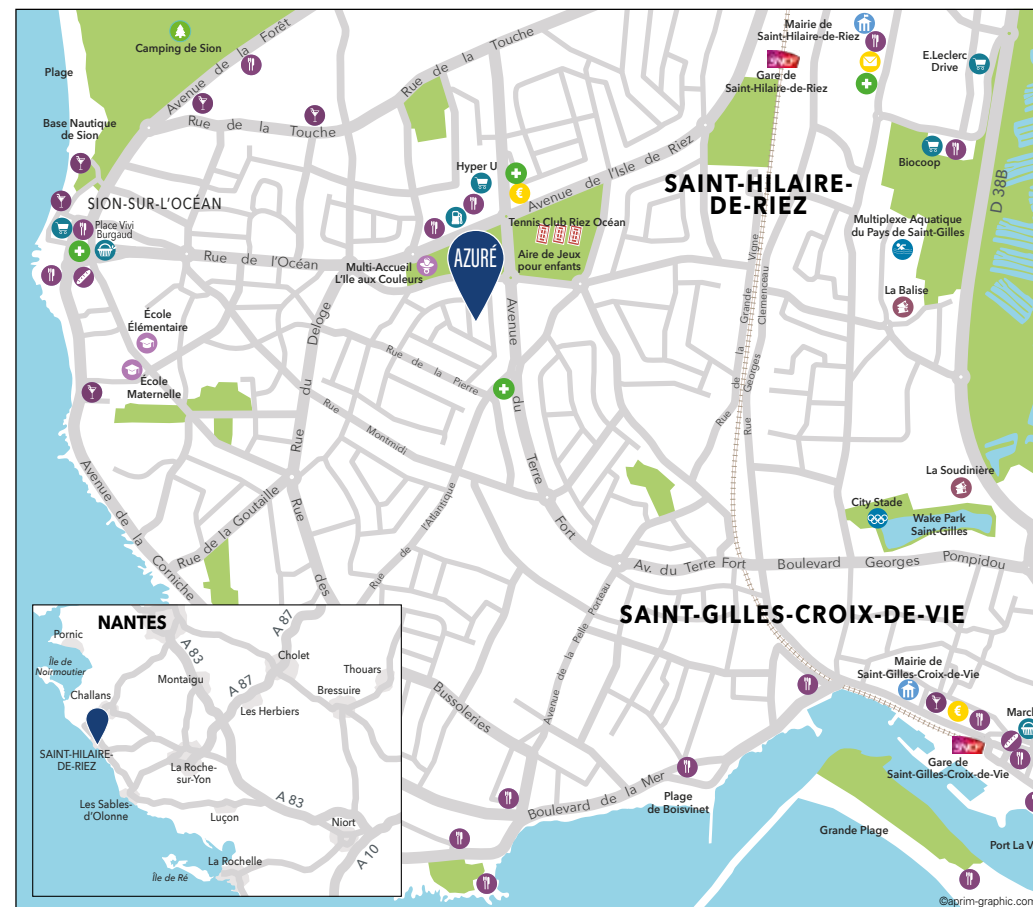 Camping de Sion
Plage
Avenue de la Forêt
Rue de la Touche
Rue de la Touche
Base Nautique
de Sion
SION-SUR-L'OCÉAN
Place Vivi
Burgaud
Rue de l'Océan
Hyper U
€
Avenue de l'Isle de Riez
Tennis Club Riez Océan
Aire de Jeux
pour enfants
AZURÉ
Multi-Accueil
L'Ile aux Couleurs
Mairie de
Saint-Hilaire-de-Riez
SNCF
Gare de
Saint-Hilaire-de-Riez
E.Leclerc
Drive
Biocoop
D 38B
SAINT-HILAIRE-
DE-RIEZ
Multiplexe Aquatique
du Pays de Saint-Gilles
La Balise
École
Élémentaire
École
Maternelle
Rue du Deloge
Rue de la Pierre
Rue Montmidi
Avenue du Terre Fort
Rue de la Grande Vigne
Rue Georges Clemenceau
La Soudinière
City Stade
Wake Park
Saint-Gilles
Avenue de la Corniche
Rue de la Goutaille
Rue de l'Atlantique
Rue des Bussoleries
Av. du Terre Fort
Boulevard Georges Pompidou
Avenue de la Pelle Porteau
SAINT-GILLES-CROIX-DE-VIE
Mairie de
Saint-Gilles-Croix-de-Vie
€
March
SNCF
Gare de
Saint-Gilles-Croix-de-Vie
Boulevard de la Mer
Plage
de Boisvinet
Grande Plage
Port La V
NANTES
Pornic
Île de
Noirmoutier
Challans
A 83
Montaigu
A 87
Cholet
Thouars
Bressuire
A 87
Les Herbiers
SAINT-HILAIRE-
DE-RIEZ
La Roche-
sur-Yon
Les Sables-
d'Olonne
Luçon
A 83
Niort
La Rochelle
A 10
Île de Ré
©aprim-graphic.com